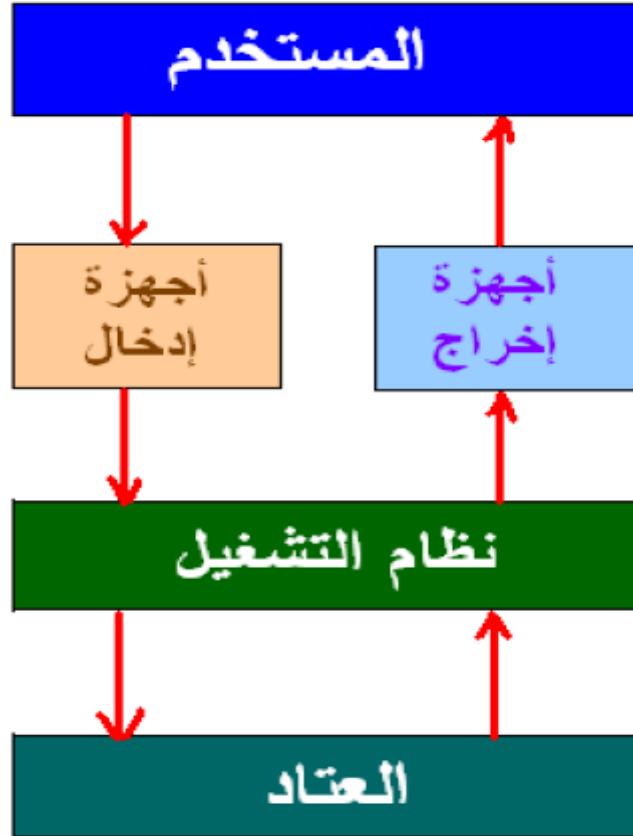 المستخدم
أجهزة
إدخال
أجهزة
إخراج
نظام التشغيل
العتاد